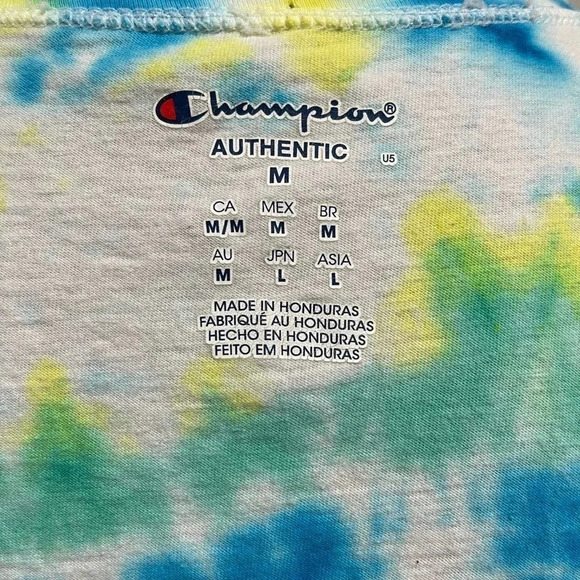 Champion®
AUTHENTIC U5
M
CA MEX BR
M/M M M
AU JPN ASIA
M L L
MADE IN HONDURAS
FABRIQUÉ AU HONDURAS
HECHO EN HONDURAS
FEITO EM HONDURAS